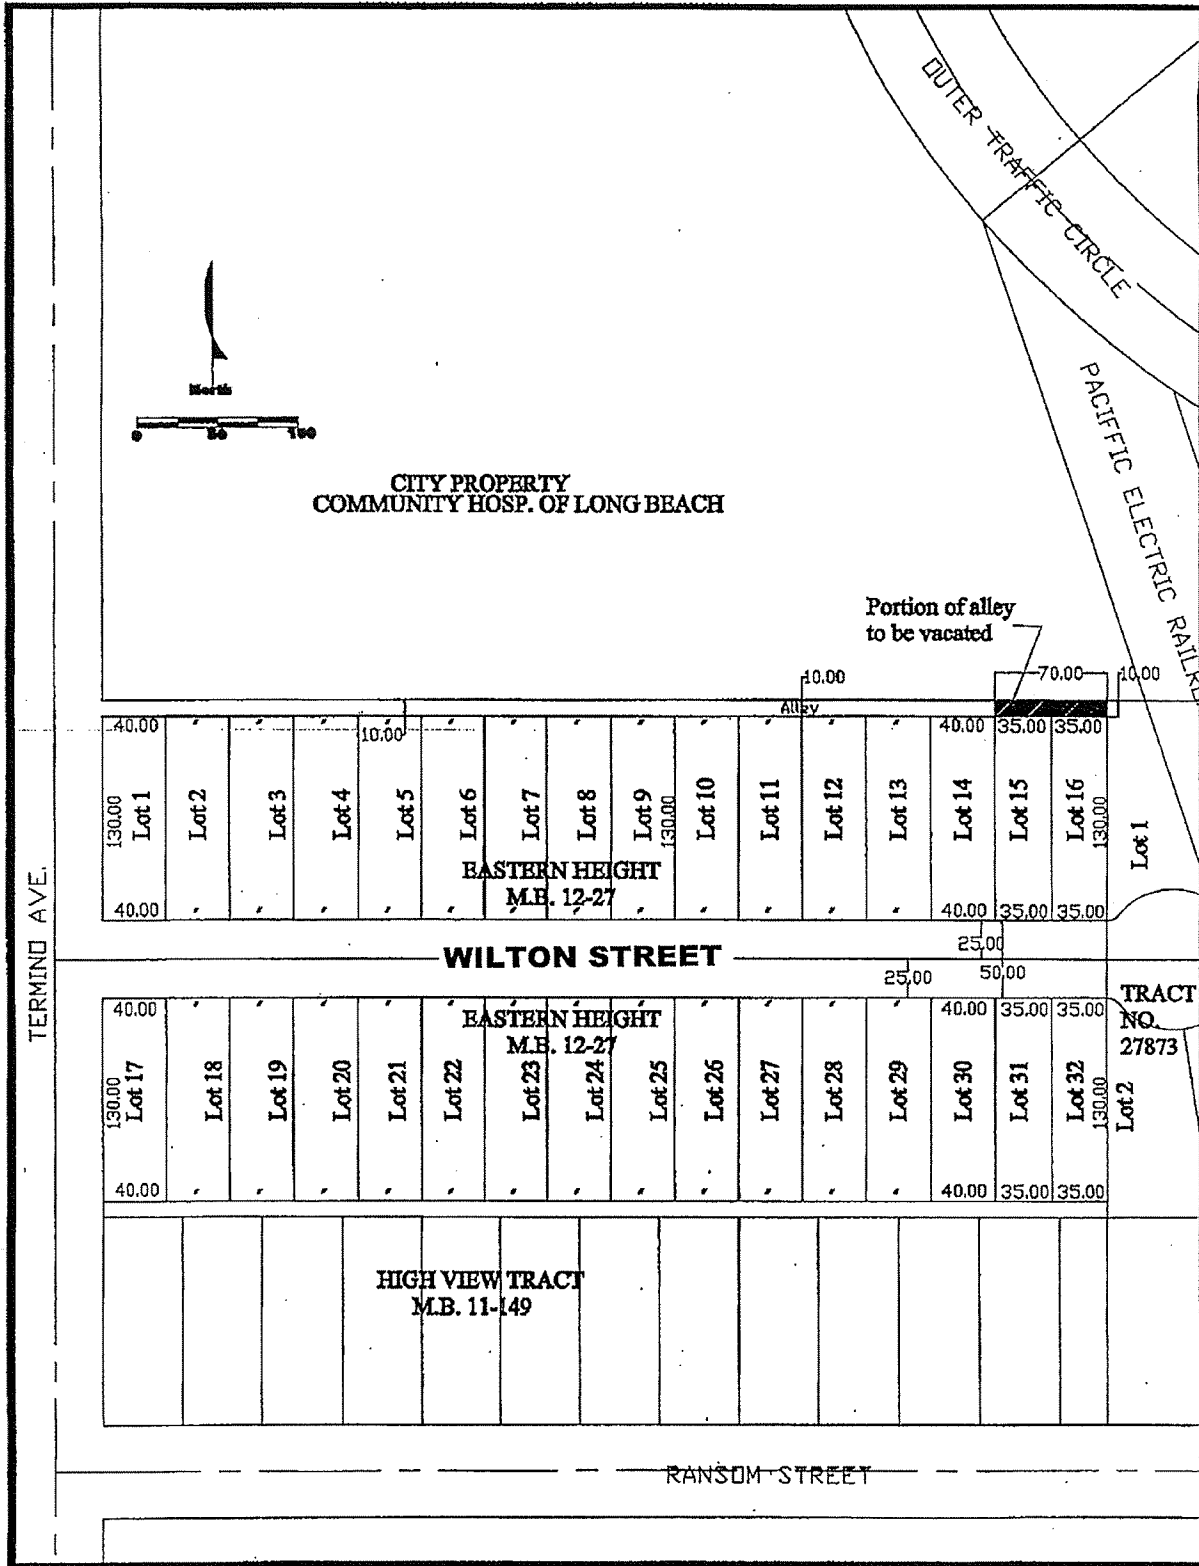 OUTER TRAFFIC CIRCLE
North
0 50 100
CITY PROPERTY
COMMUNITY HOSP. OF LONG BEACH
PACIFFIC ELECTRIC
Portion of alley
to be vacated
10.00 70.00 10.00
Alley
40.00 " " " " " " " " " " " " 40.00 35.00 35.00
10.00
130.00 Lot 1 Lot 2 Lot 3 Lot 4 Lot 5 Lot 6 Lot 7 Lot 8 Lot 9 130.00 Lot 10 Lot 11 Lot 12 Lot 13 Lot 14 Lot 15 Lot 16 130.00 Lot 1
EASTERN HEIGHT
M.B. 12-27
40.00 " " " " " " " " " " " " 40.00 35.00 35.00
TERMINO AVE.
WILTON STREET
25.00
25.00 50.00
40.00 " " " " " " " " " " " " 40.00 35.00 35.00
EASTERN HEIGHT
M.B. 12-27
TRACT
NO.
27873
130.00 Lot 17 Lot 18 Lot 19 Lot 20 Lot 21 Lot 22 Lot 23 Lot 24 Lot 25 Lot 26 Lot 27 Lot 28 Lot 29 Lot 30 Lot 31 Lot 32 130.00 Lot 2
40.00 " " " " " " " " " " " " 40.00 35.00 35.00
HIGH VIEW TRACT
M.B. 11-149
RANSOM STREET